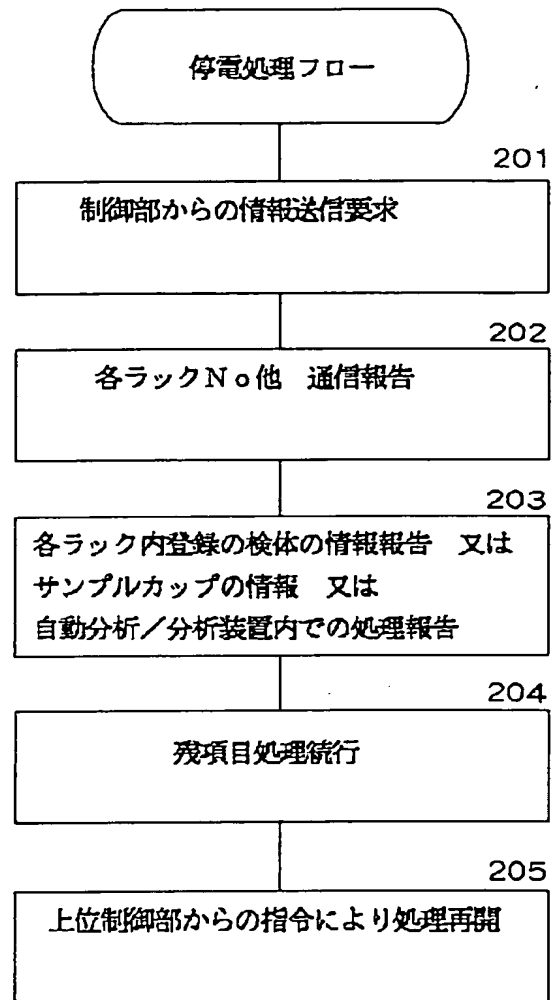 停電処理フロー
201
制御部からの情報送信要求
202
各ラックＮｏ他　通信報告
203
各ラック内登録の検体の情報報告　又は
サンプルカップの情報　又は
自動分析／分析装置内での処理報告
204
残項目処理続行
205
上位制御部からの指令により処理再開